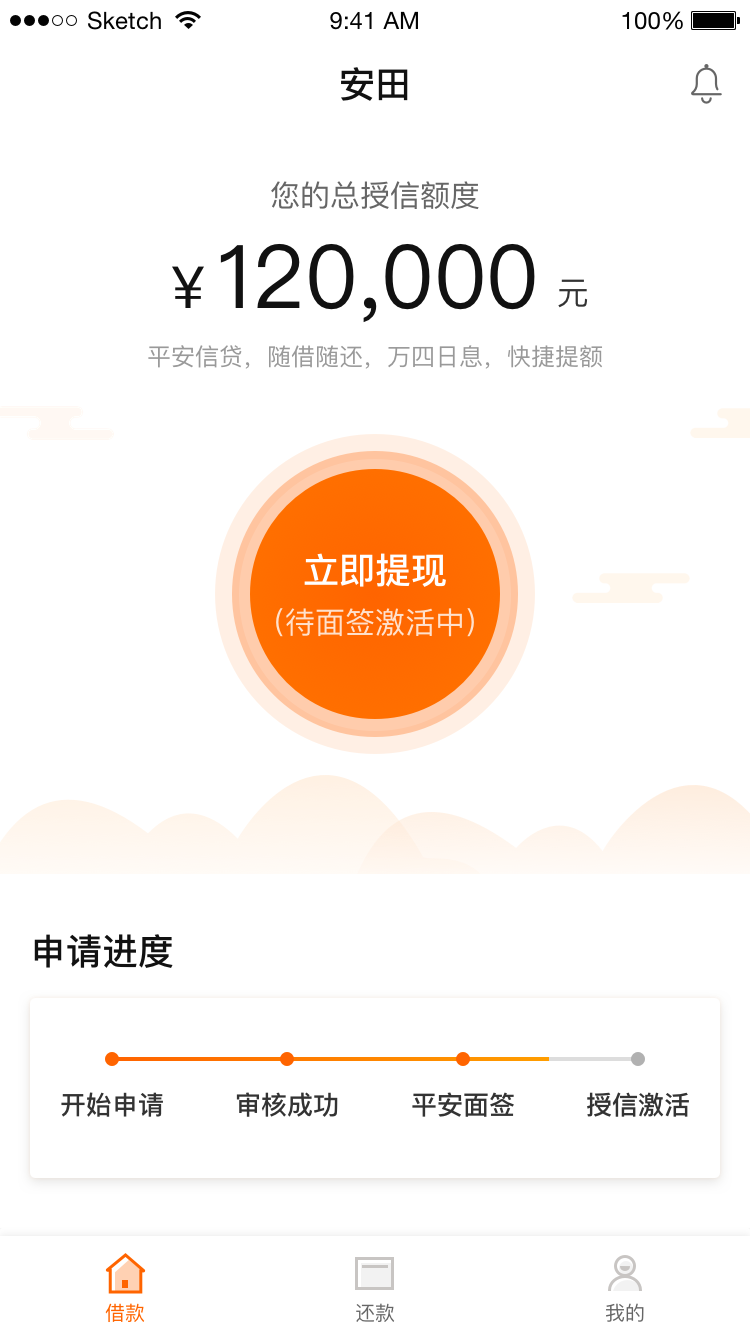 Sketch 9:41 AM 100%
安田
您的总授信额度
¥120,000 元
平安信贷，随借随还，万四日息，快捷提额
立即提现
（待面签激活中）
申请进度
开始申请 审核成功 平安面签 授信激活
借款 还款 我的